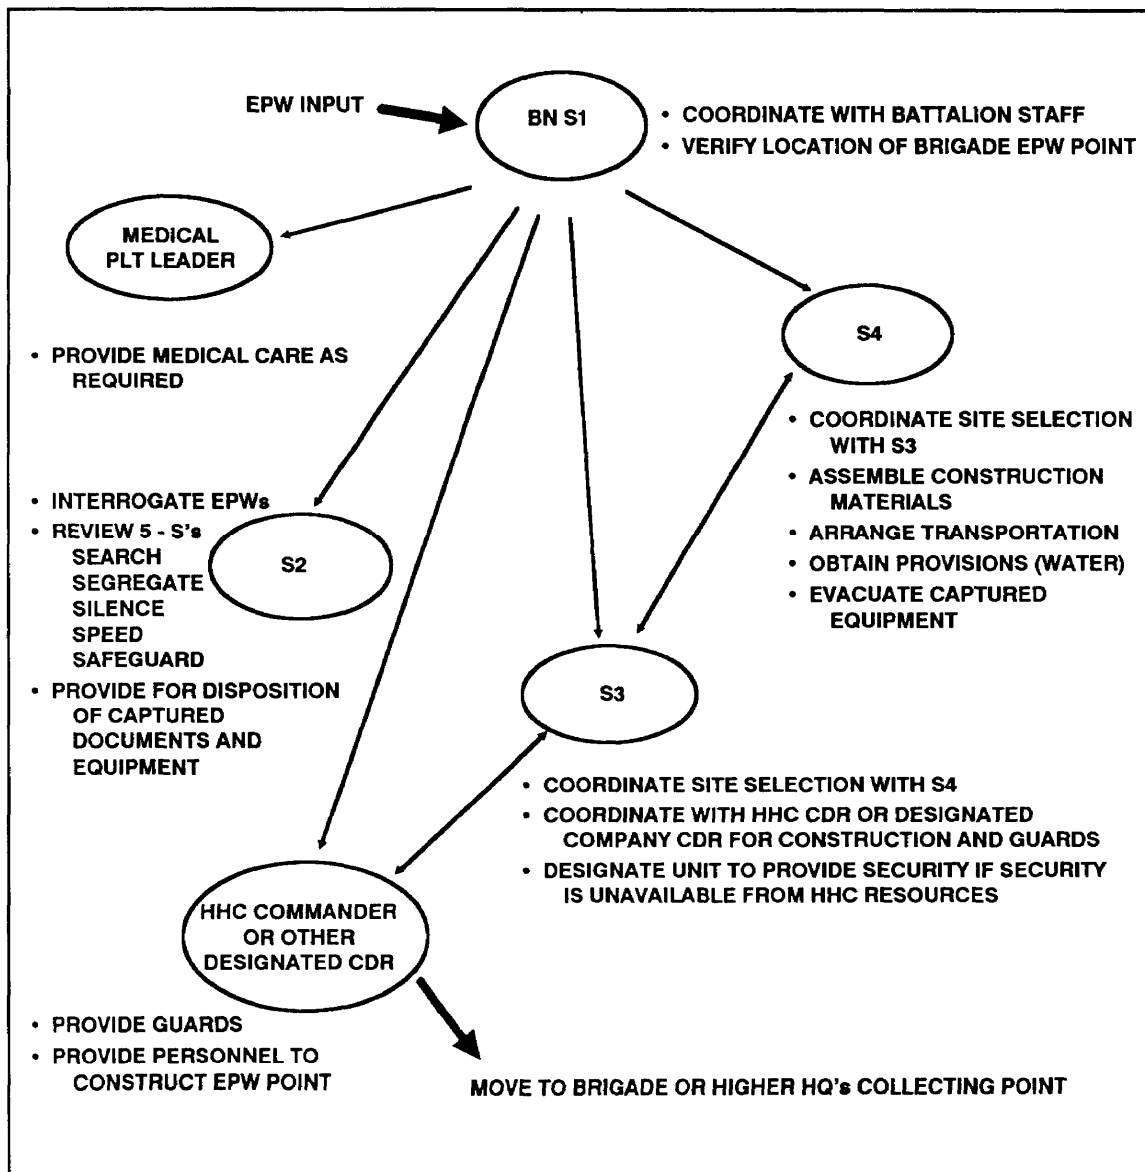 EPW INPUT
BN S1
• COORDINATE WITH BATTALION STAFF
• VERIFY LOCATION OF BRIGADE EPW POINT
MEDICAL
PLT LEADER
• PROVIDE MEDICAL CARE AS
REQUIRED
S4
• COORDINATE SITE SELECTION
WITH S3
• ASSEMBLE CONSTRUCTION
MATERIALS
• ARRANGE TRANSPORTATION
• OBTAIN PROVISIONS (WATER)
• EVACUATE CAPTURED
EQUIPMENT
• INTERROGATE EPWs
• REVIEW 5 - S's
SEARCH
SEGREGATE
SILENCE
SPEED
SAFEGUARD
• PROVIDE FOR DISPOSITION
OF CAPTURED
DOCUMENTS AND
EQUIPMENT
S2
S3
• COORDINATE SITE SELECTION WITH S4
• COORDINATE WITH HHC CDR OR DESIGNATED
COMPANY CDR FOR CONSTRUCTION AND GUARDS
• DESIGNATE UNIT TO PROVIDE SECURITY IF SECURITY
IS UNAVAILABLE FROM HHC RESOURCES
HHC COMMANDER
OR OTHER
DESIGNATED CDR
• PROVIDE GUARDS
• PROVIDE PERSONNEL TO
CONSTRUCT EPW POINT
MOVE TO BRIGADE OR HIGHER HQ's COLLECTING POINT